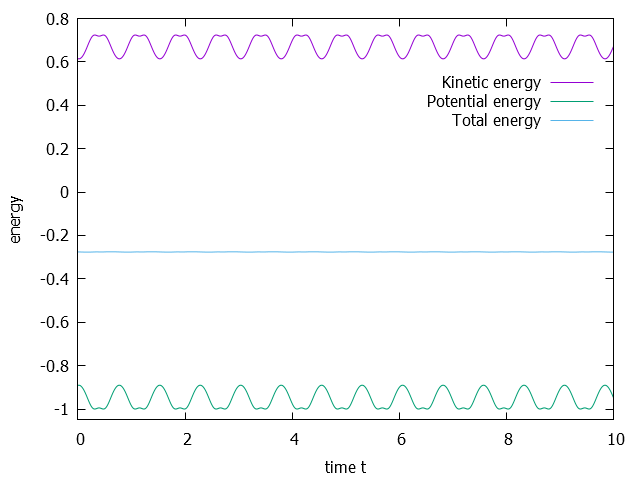 0.8
0.6
0.4
0.2
0
-0.2
-0.4
-0.6
-0.8
-1
energy
Kinetic energy
Potential energy
Total energy
0 2 4 6 8 10
time t